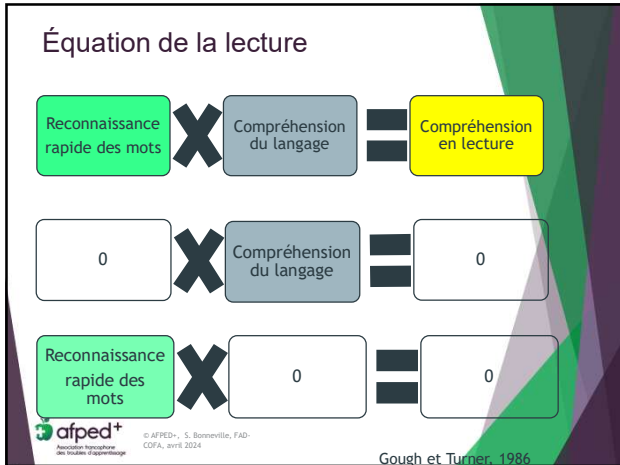 Équation de la lecture
Reconnaissance
rapide des mots
Compréhension
du langage
Compréhension
en lecture
0
Compréhension
du langage
0
Reconnaissance
rapide des
mots
0
0
afped+
Association francophone
des troubles d'apprentissage
© AFPED+, S. Bonneville, FAD-
COFA, avril 2024
Gough et Turner, 1986